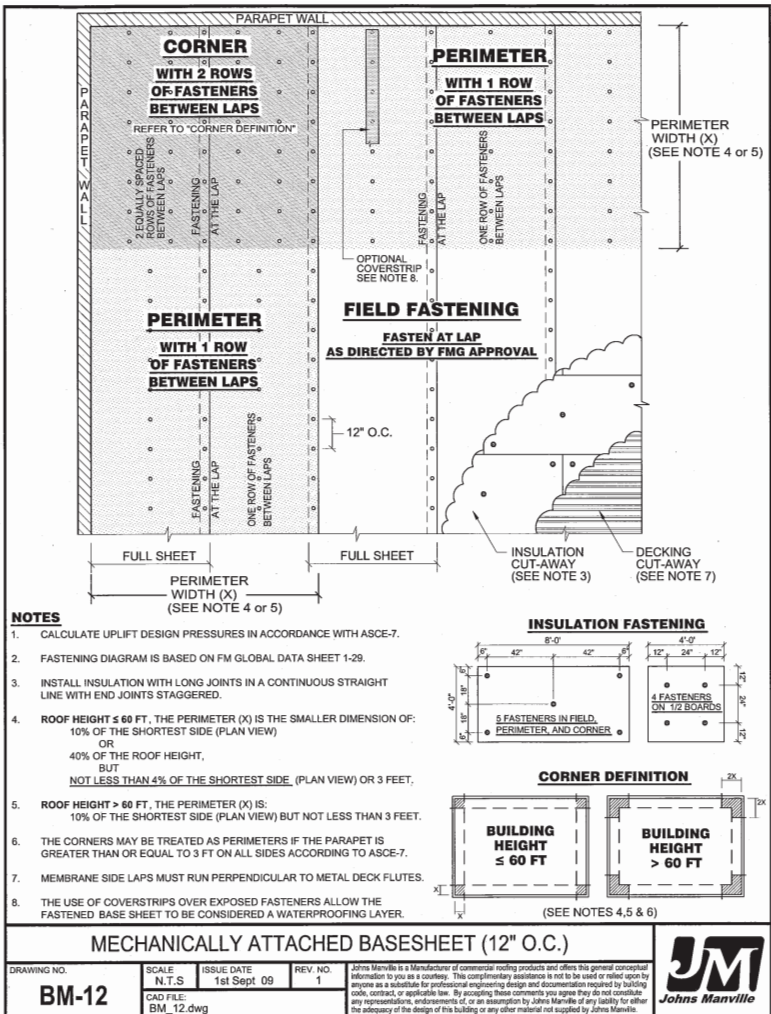 PARAPET WALL
PARAPET WALL
CORNER
WITH 2 ROWS
OF FASTENERS
BETWEEN LAPS
REFER TO "CORNER DEFINITION"
2 EQUALLY SPACED
ROWS OF FASTENERS
BETWEEN LAPS
FASTENING
AT THE LAP
PERIMETER
WITH 1 ROW
OF FASTENERS
BETWEEN LAPS
FASTENING
AT THE LAP
ONE ROW OF FASTENERS
BETWEEN LAPS
PERIMETER
WIDTH (X)
(SEE NOTE 4 or 5)
OPTIONAL
COVERSTRIP
SEE NOTE 8.
PERIMETER
WITH 1 ROW
OF FASTENERS
BETWEEN LAPS
FIELD FASTENING
FASTEN AT LAP
AS DIRECTED BY FMG APPROVAL
12" O.C.
FASTENING
AT THE LAP
ONE ROW OF FASTENERS
BETWEEN LAPS
FULL SHEET
FULL SHEET
PERIMETER
WIDTH (X)
(SEE NOTE 4 or 5)
INSULATION
CUT-AWAY
(SEE NOTE 3)
DECKING
CUT-AWAY
(SEE NOTE 7)
NOTES
1. CALCULATE UPLIFT DESIGN PRESSURES IN ACCORDANCE WITH ASCE-7.
2. FASTENING DIAGRAM IS BASED ON FM GLOBAL DATA SHEET 1-29.
3. INSTALL INSULATION WITH LONG JOINTS IN A CONTINUOUS STRAIGHT
LINE WITH END JOINTS STAGGERED.
4. ROOF HEIGHT ≤ 60 FT, THE PERIMETER (X) IS THE SMALLER DIMENSION OF:
10% OF THE SHORTEST SIDE (PLAN VIEW)
OR
40% OF THE ROOF HEIGHT,
BUT
NOT LESS THAN 4% OF THE SHORTEST SIDE (PLAN VIEW) OR 3 FEET.
5. ROOF HEIGHT > 60 FT, THE PERIMETER (X) IS:
10% OF THE SHORTEST SIDE (PLAN VIEW) BUT NOT LESS THAN 3 FEET.
6. THE CORNERS MAY BE TREATED AS PERIMETERS IF THE PARAPET IS
GREATER THAN OR EQUAL TO 3 FT ON ALL SIDES ACCORDING TO ASCE-7.
7. MEMBRANE SIDE LAPS MUST RUN PERPENDICULAR TO METAL DECK FLUTES.
8. THE USE OF COVERSTRIPS OVER EXPOSED FASTENERS ALLOW THE
FASTENED BASE SHEET TO BE CONSIDERED A WATERPROOFING LAYER.
INSULATION FASTENING
8'-0"
6" 42" 42" 6"
4'-0"
6"
18"
18"
6"
5 FASTENERS IN FIELD,
PERIMETER, AND CORNER
4'-0"
12" 24" 12"
12"
24"
12"
4 FASTENERS
ON 1/2 BOARDS
CORNER DEFINITION
BUILDING
HEIGHT
≤ 60 FT
X
X
BUILDING
HEIGHT
> 60 FT
2X
2X
(SEE NOTES 4,5 & 6)
MECHANICALLY ATTACHED BASESHEET (12" O.C.)
DRAWING NO.
BM-12
SCALE
N.T.S
ISSUE DATE
1st Sept 09
REV. NO.
1
CAD FILE:
BM_12.dwg
Johns Manville is a Manufacturer of commercial roofing products and offers this general conceptual
information to you as a courtesy. This complimentary assistance is not to be used or relied upon by
anyone as a substitute for professional engineering design and documentation required by building
code, contract, or applicable law. By accepting these comments you agree they do not constitute
any representations, endorsements of, or an assumption by Johns Manville of any liability for either
the adequacy of the design of this building or any other material not supplied by Johns Manville.
JM
Johns Manville